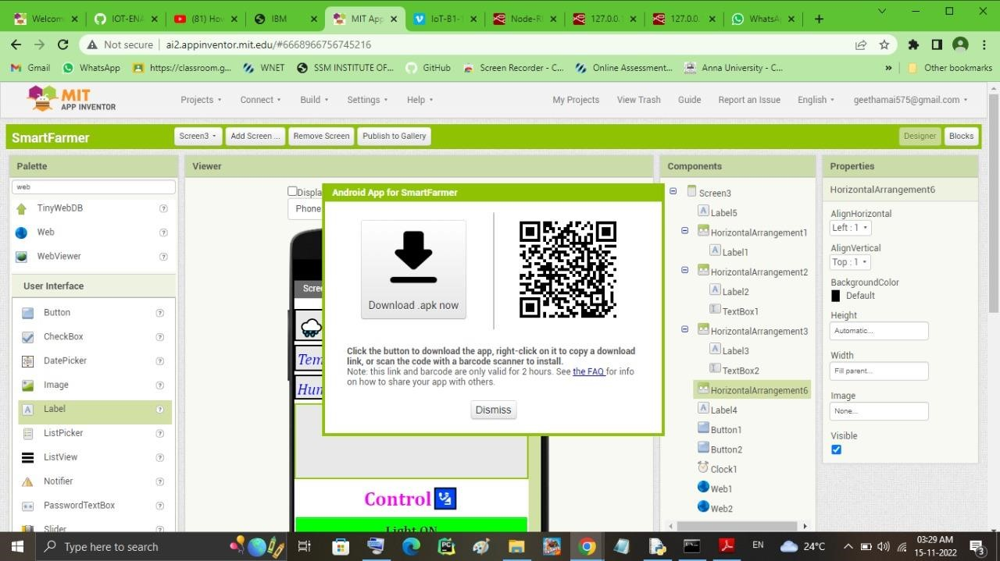 Welcom
IOT-ENA
(81) Hov
IBM
MIT App
IoT-B1-1
Node-RE
127.0.0.1
127.0.0.
WhatsA
Not secure
ai2.appinventor.mit.edu/#6668966756745216
Gmail
WhatsApp
https://classroom.g...
WNET
SSM INSTITUTE OF...
GitHub
Screen Recorder - C...
Online Assessment...
Anna University - C...
»
Other bookmarks
MIT
APP INVENTOR
Projects
Connect
Build
Settings
Help
My Projects
View Trash
Guide
Report an Issue
English
geethamai575@gmail.com
SmartFarmer
Screen3
Add Screen ...
Remove Screen
Publish to Gallery
Designer
Blocks
Palette
web
TinyWebDB
Web
WebViewer
User Interface
Button
CheckBox
DatePicker
Image
Label
ListPicker
ListView
Notifier
PasswordTextBox
Slider
Viewer
Displa
Phone
Scree
Tem
Hum
Control
Light ON
Android App for SmartFarmer
Download .apk now
Click the button to download the app, right-click on it to copy a download
link, or scan the code with a barcode scanner to install.
Note: this link and barcode are only valid for 2 hours. See the FAQ for info
on how to share your app with others.
Dismiss
Components
Screen3
Label5
HorizontalArrangement1
Label1
HorizontalArrangement2
Label2
TextBox1
HorizontalArrangement3
Label3
TextBox2
HorizontalArrangement6
Label4
Button1
Button2
Clock1
Web1
Web2
Properties
HorizontalArrangement6
AlignHorizontal
Left : 1
AlignVertical
Top : 1
BackgroundColor
Default
Height
Automatic...
Width
Fill parent...
Image
None...
Visible
Type here to search
EN
24°C
03:29 AM
15-11-2022
3